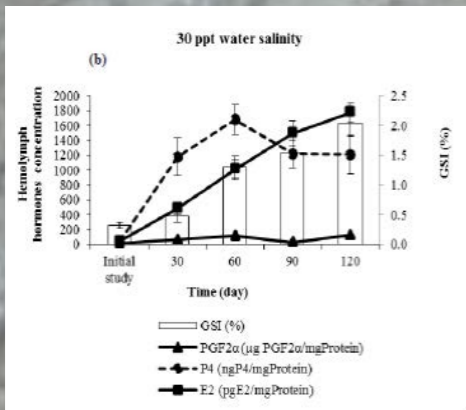 30 ppt water salinity
(b)
Hemolymph
hormones concentration
2000
1800
1600
1400
1200
1000
800
600
400
200
0
2.5
2.0
1.5
1.0
0.5
0.0
GSI (%)
Initial study 30 60 90 120
Time (day)
GSI (%)
PGF2α (µg PGF2α/mgProtein)
P4 (ngP4/mgProtein)
E2 (pgE2/mgProtein)